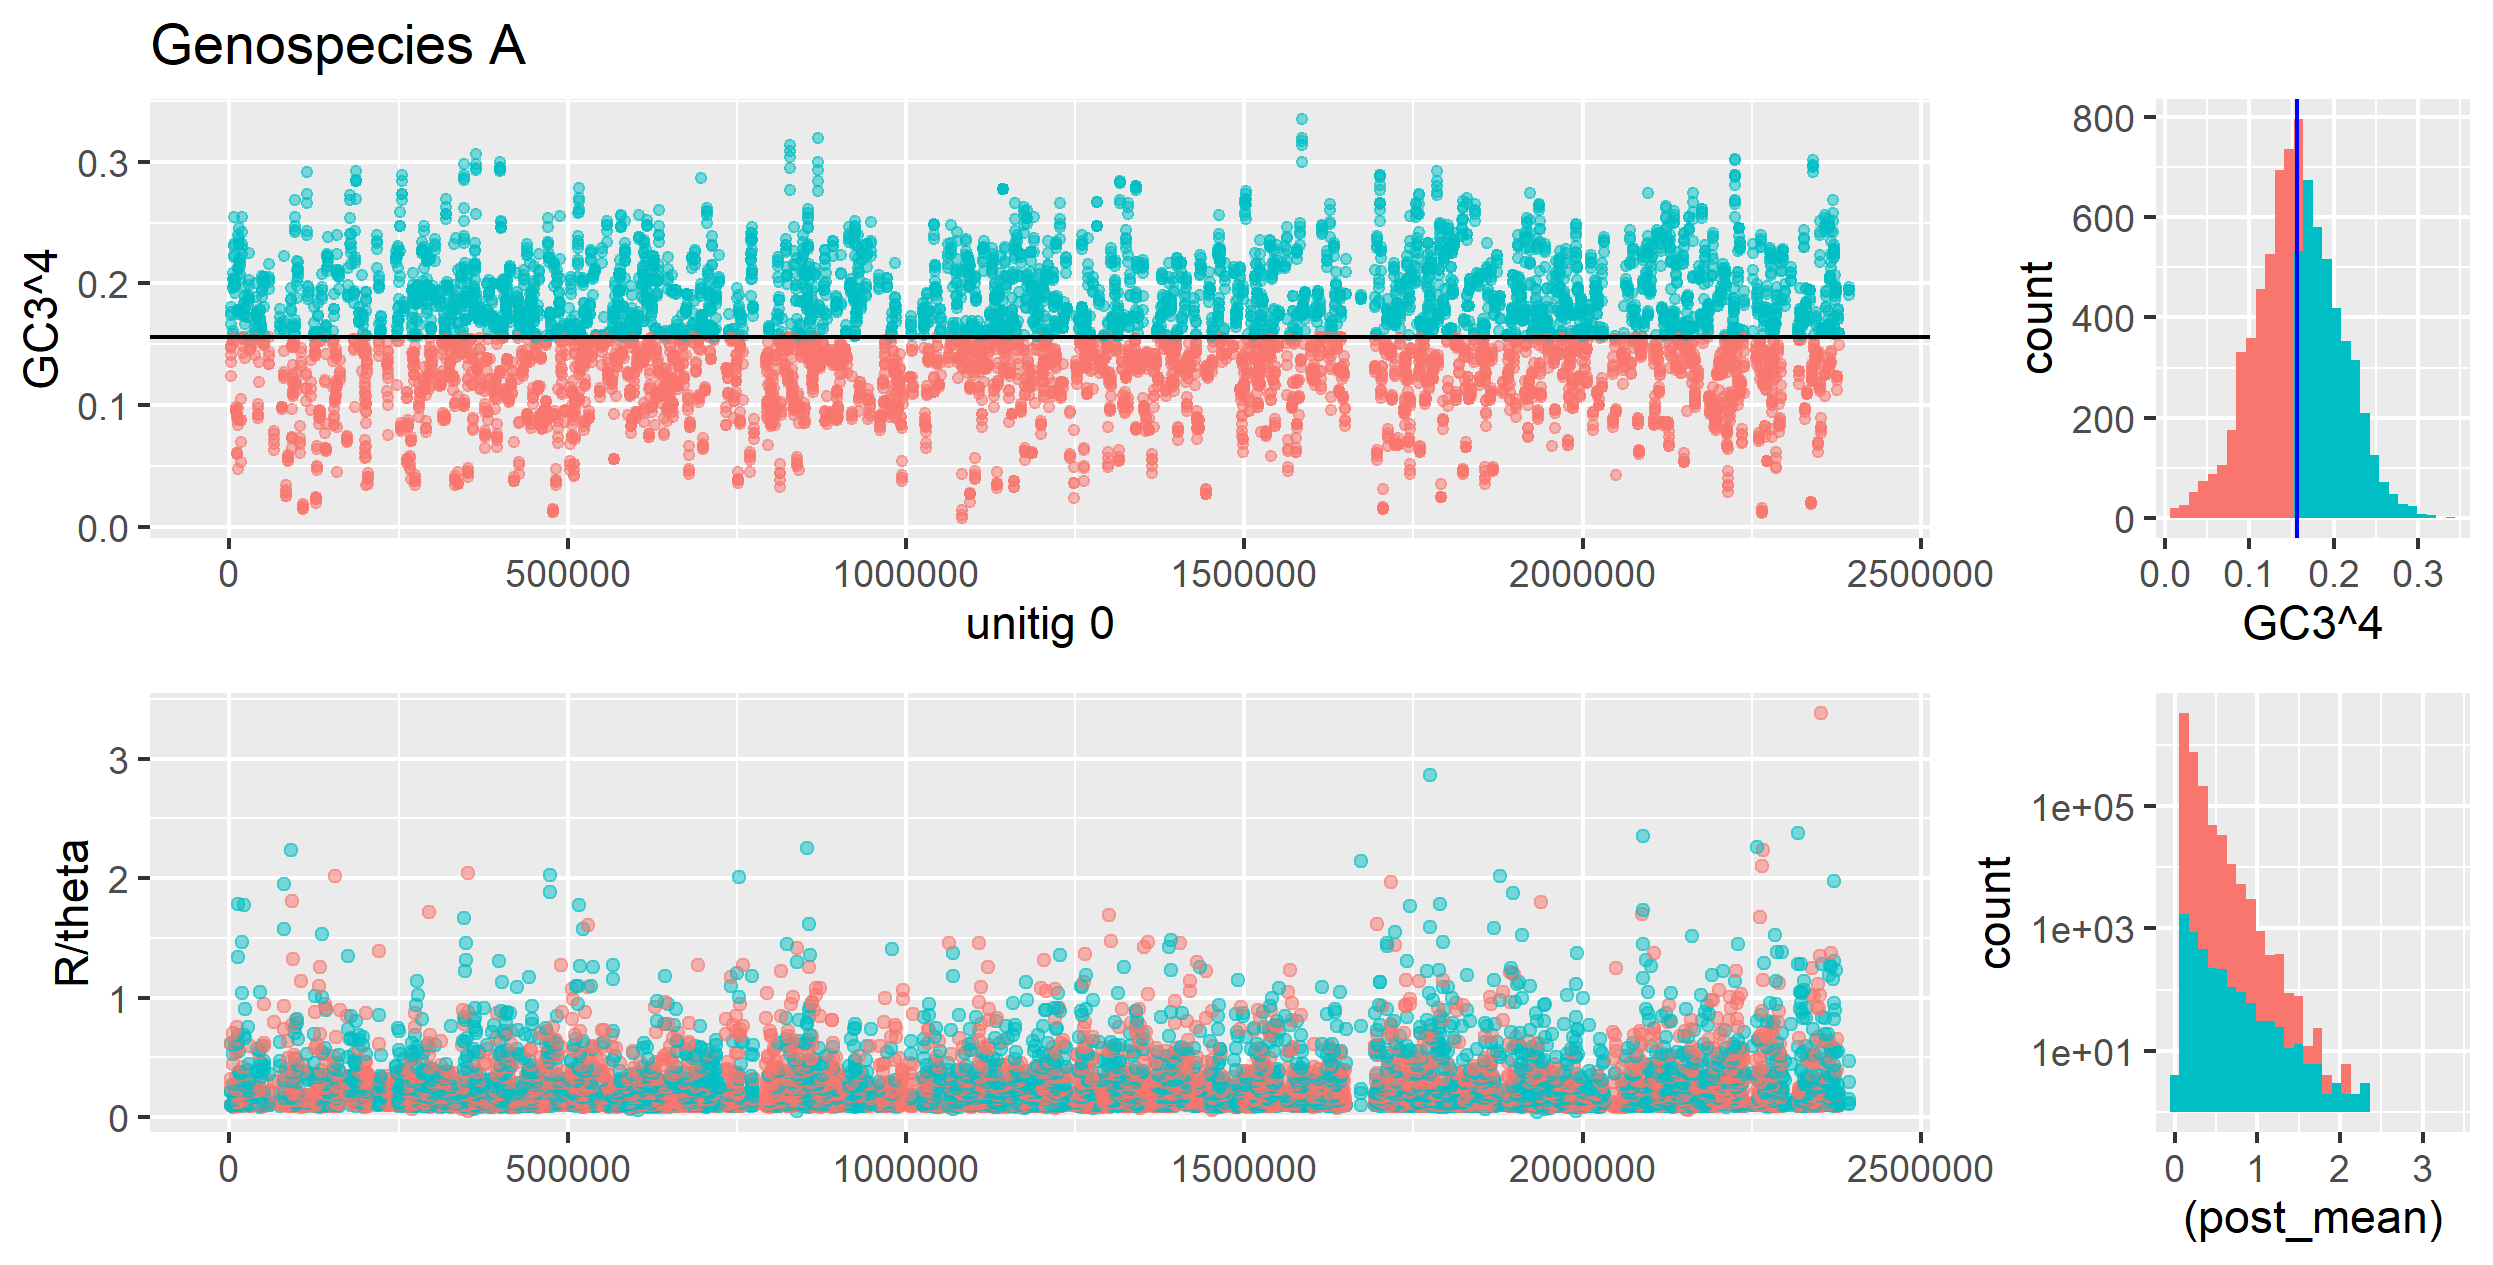 Genospecies A
GC3^4
0.3
0.2
0.1
0.0
0 500000 1000000 1500000 2000000 2500000
unitig 0
count
800
600
400
200
0
0.0 0.1 0.2 0.3
GC3^4
R/theta
3
2
1
0
0 500000 1000000 1500000 2000000 2500000
count
1e+05
1e+03
1e+01
0 1 2 3
(post_mean)